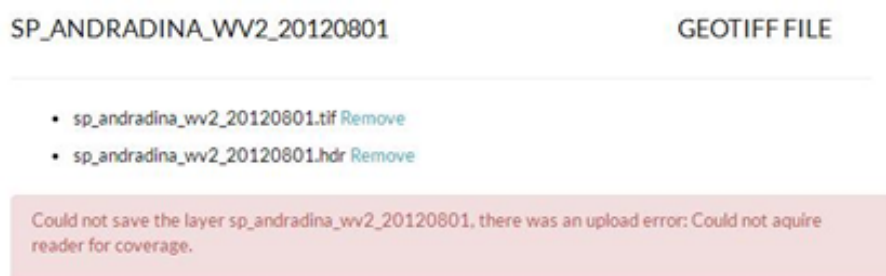 SP_ANDRADINA_WV2_20120801 GEOTIFF FILE
• sp_andradina_wv2_20120801.tif Remove
• sp_andradina_wv2_20120801.hdr Remove
Could not save the layer sp_andradina_wv2_20120801, there was an upload error: Could not aquire
reader for coverage.